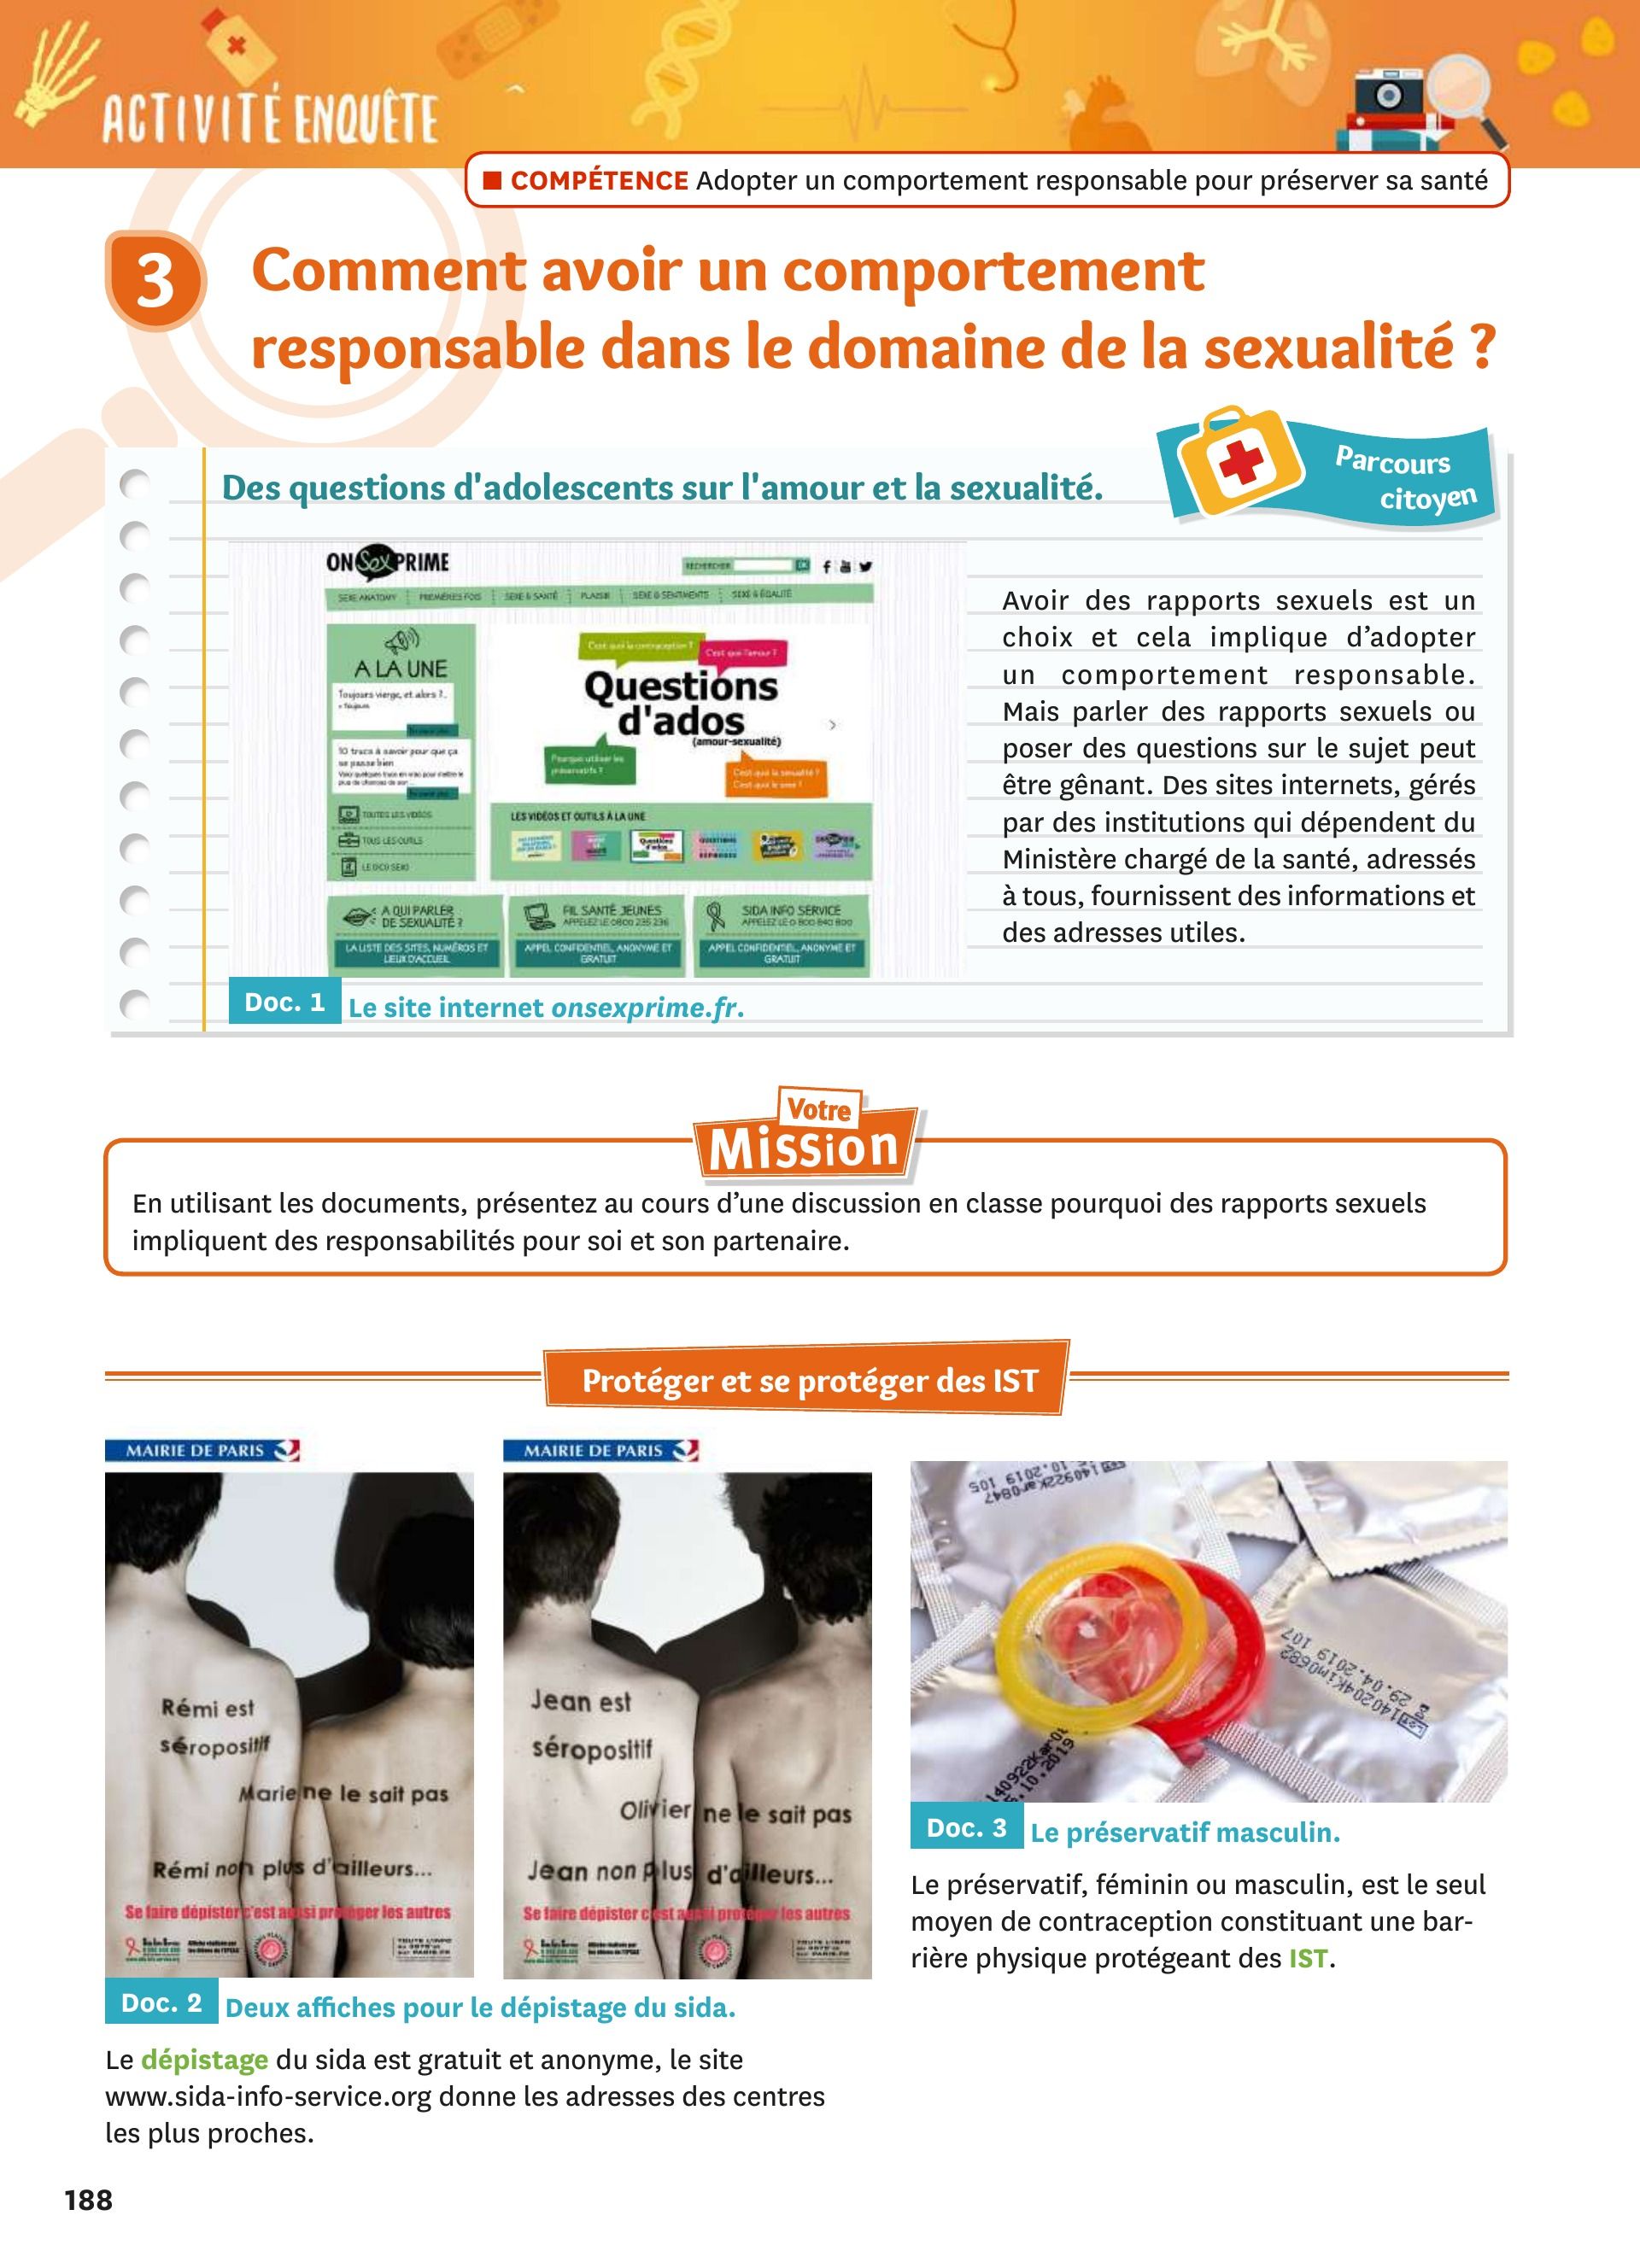 ACTIVITÉ ENQUÊTE
■ COMPÉTENCE Adopter un comportement responsable pour préserver sa santé
3
Comment avoir un comportement
responsable dans le domaine de la sexualité ?
Parcours
citoyen
Des questions d'adolescents sur l'amour et la sexualité.
ON Sex PRIME
RECHERCHER
OK
SEXE ANATOMY
PREMIÈRES FOIS
SEXE & SANTÉ
PLAISIR
SEXE & SENTIMENTS
SEXE & ÉGALITÉ
A LA UNE
Toujours vierge, et alors ?..
10 trucs à savoir pour que ça
se passe bien
TOUTES LES VIDÉOS
TOUS LES OUTILS
LE DICO SEXO
C'est quoi la contraception ?
C'est quoi l'amour ?
Questions
d'ados
(amour-sexualité)
Pourquoi utiliser les
préservatifs ?
C'est quoi la sexualité ?
C'est quoi le sexe ?
LES VIDÉOS ET OUTILS À LA UNE
A QUI PARLER
DE SEXUALITÉ ?
LA LISTE DES SITES, NUMÉROS ET
LIEUX D'ACCUEIL
FIL SANTÉ JEUNES
APPELEZ LE 0800 235 236
APPEL CONFIDENTIEL, ANONYME ET
GRATUIT
SIDA INFO SERVICE
APPELEZ LE 0 800 840 800
APPEL CONFIDENTIEL, ANONYME ET
GRATUIT
Avoir des rapports sexuels est un
choix et cela implique d'adopter
un comportement responsable.
Mais parler des rapports sexuels ou
poser des questions sur le sujet peut
être gênant. Des sites internets, gérés
par des institutions qui dépendent du
Ministère chargé de la santé, adressés
à tous, fournissent des informations et
des adresses utiles.
Doc. 1 Le site internet onsexprime.fr.
Votre
Mission
En utilisant les documents, présentez au cours d'une discussion en classe pourquoi des rapports sexuels
impliquent des responsabilités pour soi et son partenaire.
Protéger et se protéger des IST
MAIRIE DE PARIS
Rémi est
séropositif
Marie ne le sait pas
Rémi non plus d'ailleurs...
Se faire dépister c'est aussi protéger les autres
MAIRIE DE PARIS
Jean est
séropositif
Olivier ne le sait pas
Jean non plus d'ailleurs...
Se faire dépister c'est aussi protéger les autres
Doc. 2 Deux affiches pour le dépistage du sida.
Le dépistage du sida est gratuit et anonyme, le site
www.sida-info-service.org donne les adresses des centres
les plus proches.
29.04.2019 107
Doc. 3 Le préservatif masculin.
Le préservatif, féminin ou masculin, est le seul
moyen de contraception constituant une bar-
rière physique protégeant des IST.
188